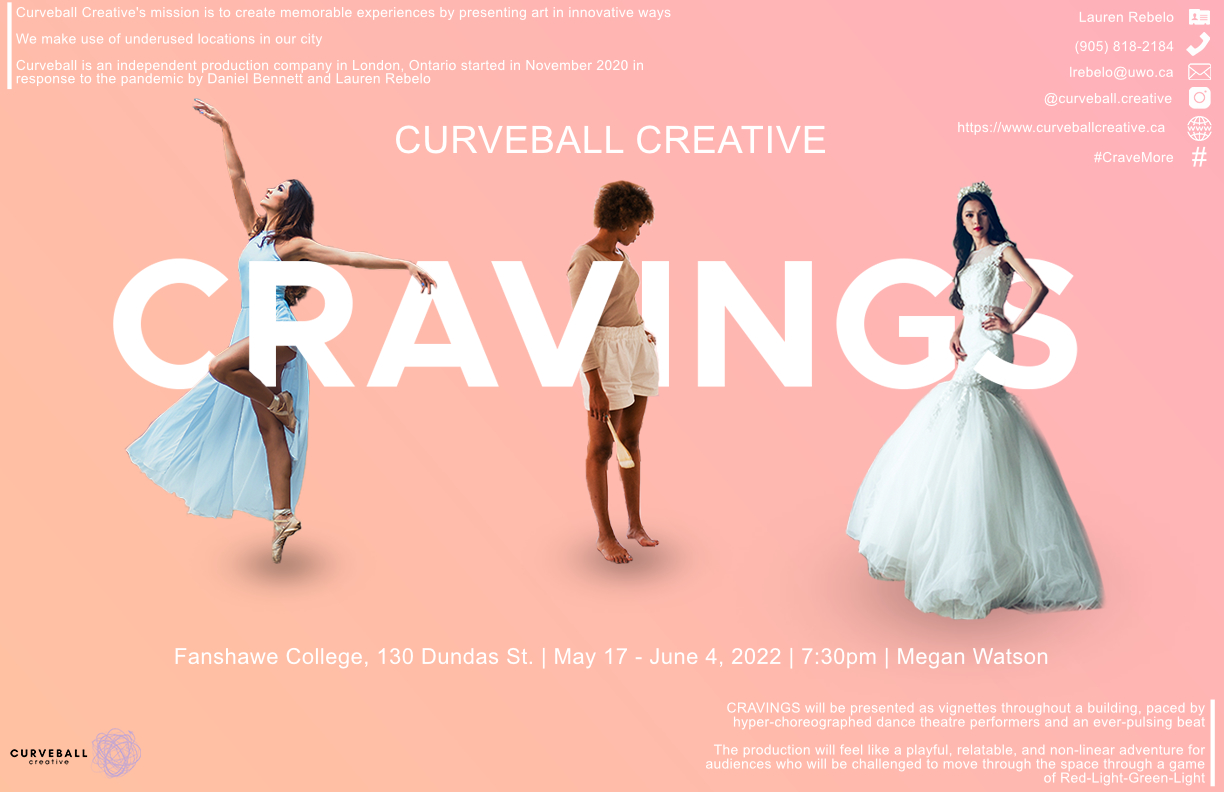 Curveball Creative's mission is to create memorable experiences by presenting art in innovative ways
We make use of underused locations in our city
Curveball is an independent production company in London, Ontario started in November 2020 in
response to the pandemic by Daniel Bennett and Lauren Rebelo
Lauren Rebelo
(905) 818-2184
lrebelo@uwo.ca
@curveball.creative
https://www.curveballcreative.ca
WWW
#CraveMore
#
CURVEBALL CREATIVE
CRAVINGS
Fanshawe College, 130 Dundas St. | May 17 - June 4, 2022 | 7:30pm | Megan Watson
CRAVINGS will be presented as vignettes throughout a building, paced by
hyper-choreographed dance theatre performers and an ever-pulsing beat
The production will feel like a playful, relatable, and non-linear adventure for
audiences who will be challenged to move through the space through a game
of Red-Light-Green-Light
CURVEBALL
creative